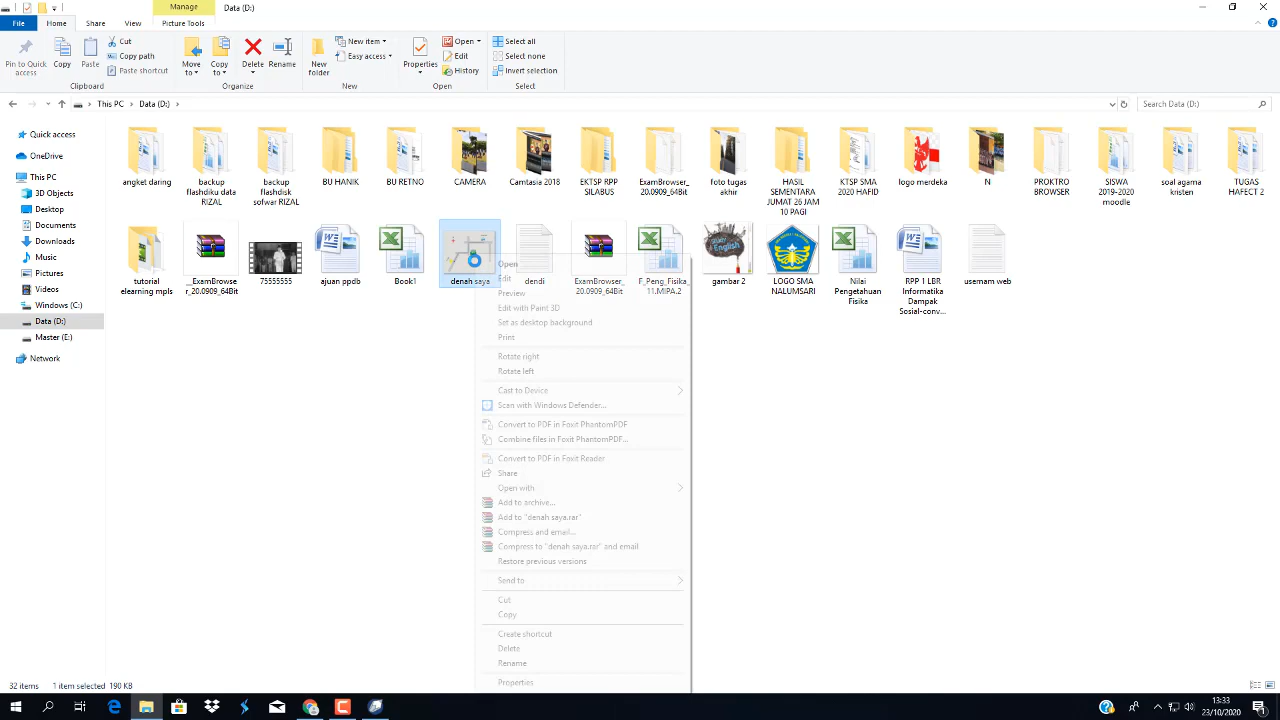 Manage
Data (D:)
File
Home
Share
View
Picture Tools
Pin to Quick access
Copy
Paste
Cut
Copy path
Paste shortcut
Move to
Copy to
Delete
Rename
New folder
New item
Easy access
Properties
Open
Edit
History
Select all
Select none
Invert selection
Clipboard
Organize
New
Open
Select
This PC
Data (D:)
Search Data (D:)
Quick access
OneDrive
This PC
3D Objects
Desktop
Documents
Downloads
Music
Pictures
Videos
Windows (C:)
Data (D:)
Master (E:)
Network
angket daring
backup flashdiku data RIZAL
backup flashdisk sofwar RIZAL
BU HANIK
BU RETNO
CAMERA
Camtasia 2018
EKTSP RPP SILABUS
ExamBrowser_20.0909_64Bit
foto tugas akhir
HASIL SEMENTARA JUMAT 26 JAM 10 PAGI
KTSP SMA 2020 HAFID
logo merdeka
N
PROKTRO BROWSER
SISWA 2019-2020 moodle
soal agama kristen
TUGAS HAFECT 2
tutorial elearning mpls
__ExamBrowser_20.0909_64Bit
75555555
ajuan ppdb
Book1
denah saya
dendi
ExamBrowser_20.0909_64Bit
F_Peng_Fisika_11.MIPA.2
gambar 2
LOGO SMA NALUMSARI
Nilai Pengetahuan Fisika
RPP 1 LBR Informatika Dampak Sosial-conv...
usemam web
Open
Edit
Preview
Edit with Paint 3D
Set as desktop background
Print
Rotate right
Rotate left
Cast to Device
Scan with Windows Defender...
Convert to PDF in Foxit PhantomPDF
Combine files in Foxit PhantomPDF...
Convert to PDF in Foxit Reader
Share
Open with
Add to archive...
Add to "denah saya.rar"
Compress and email...
Compress to "denah saya.rar" and email
Restore previous versions
Send to
Cut
Copy
Create shortcut
Delete
Rename
Properties
32 items
1 item selected 190 KB
13:33
23/10/2020